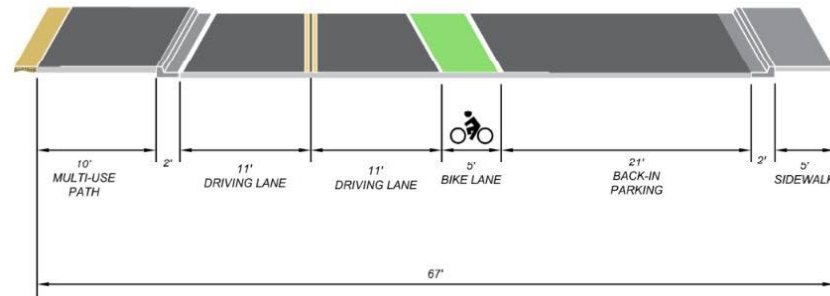 10'
MULTI-USE
PATH
2'
11'
DRIVING LANE
11'
DRIVING LANE
5'
BIKE LANE
21'
BACK-IN
PARKING
2'
5'
SIDEWALK
67'